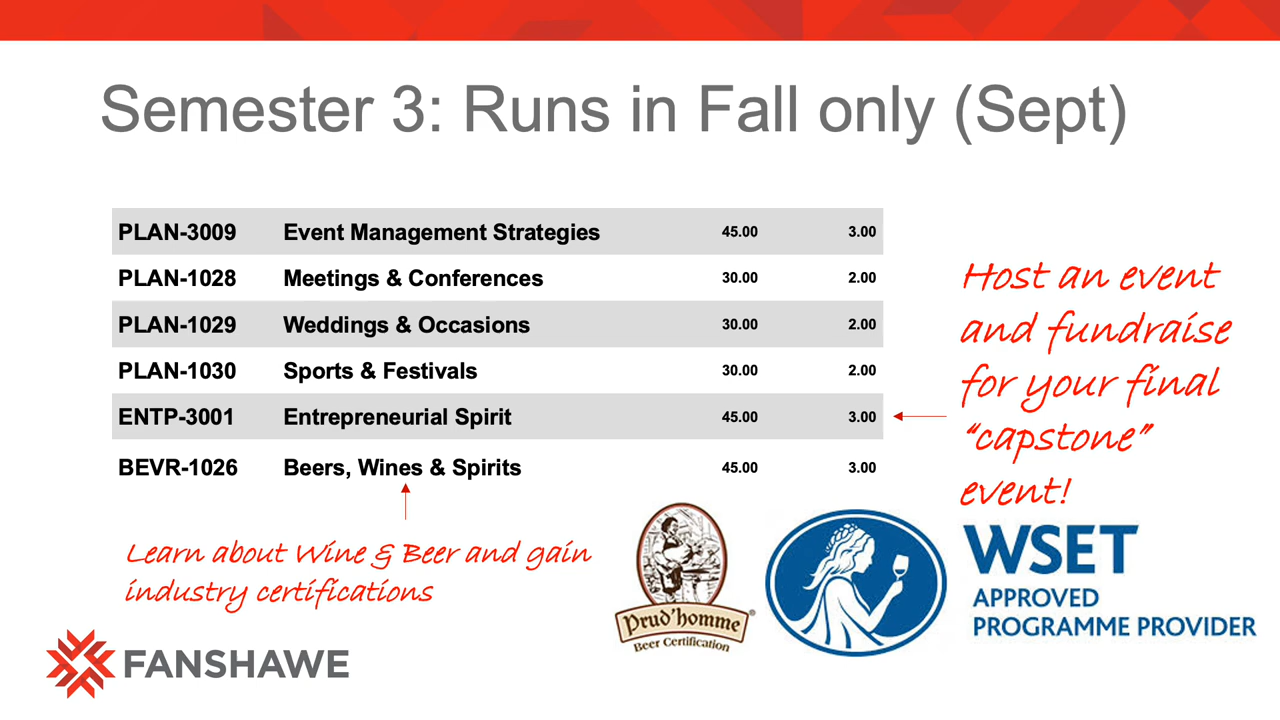 Semester 3: Runs in Fall only (Sept)
PLAN-3009 Event Management Strategies 45.00 3.00
PLAN-1028 Meetings & Conferences 30.00 2.00
PLAN-1029 Weddings & Occasions 30.00 2.00
PLAN-1030 Sports & Festivals 30.00 2.00
ENTP-3001 Entrepreneurial Spirit 45.00 3.00
BEVR-1026 Beers, Wines & Spirits 45.00 3.00
Host an event
and fundraise
for your final
“capstone”
event!
Learn about Wine & Beer and gain
industry certifications
Prud’homme®
Beer Certification
WSET
APPROVED
PROGRAMME PROVIDER
FANSHAWE